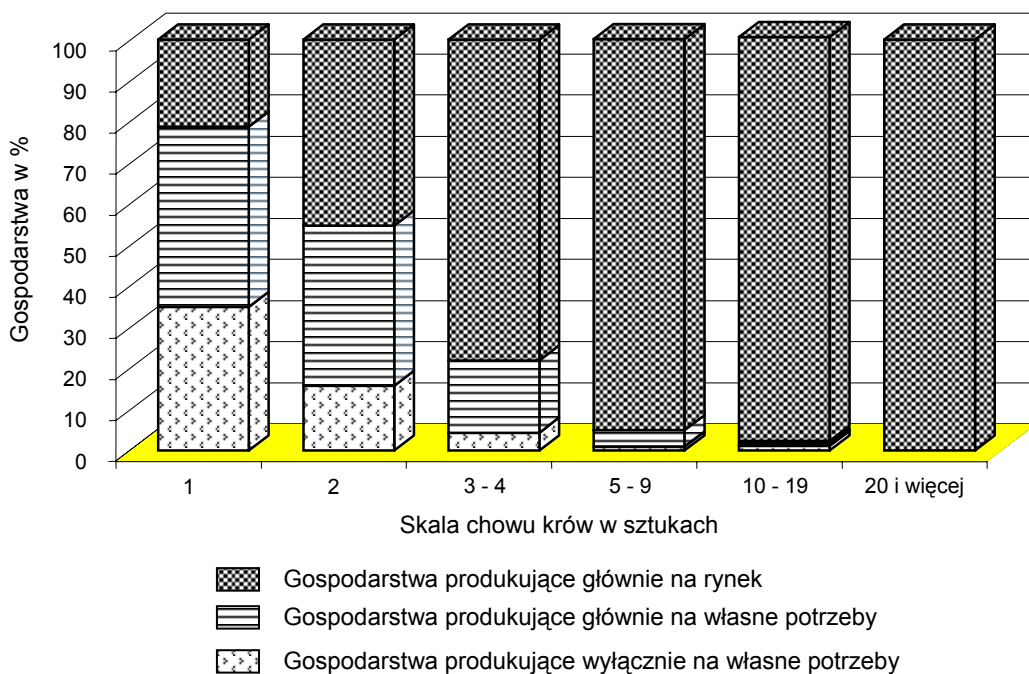 Gospodarstwa w %
100
90
80
70
60
50
40
30
20
10
0
1 2 3 - 4 5 - 9 10 - 19 20 i więcej
Skala chowu krów w sztukach
Gospodarstwa produkujące głównie na rynek
Gospodarstwa produkujące głównie na własne potrzeby
Gospodarstwa produkujące wyłącznie na własne potrzeby